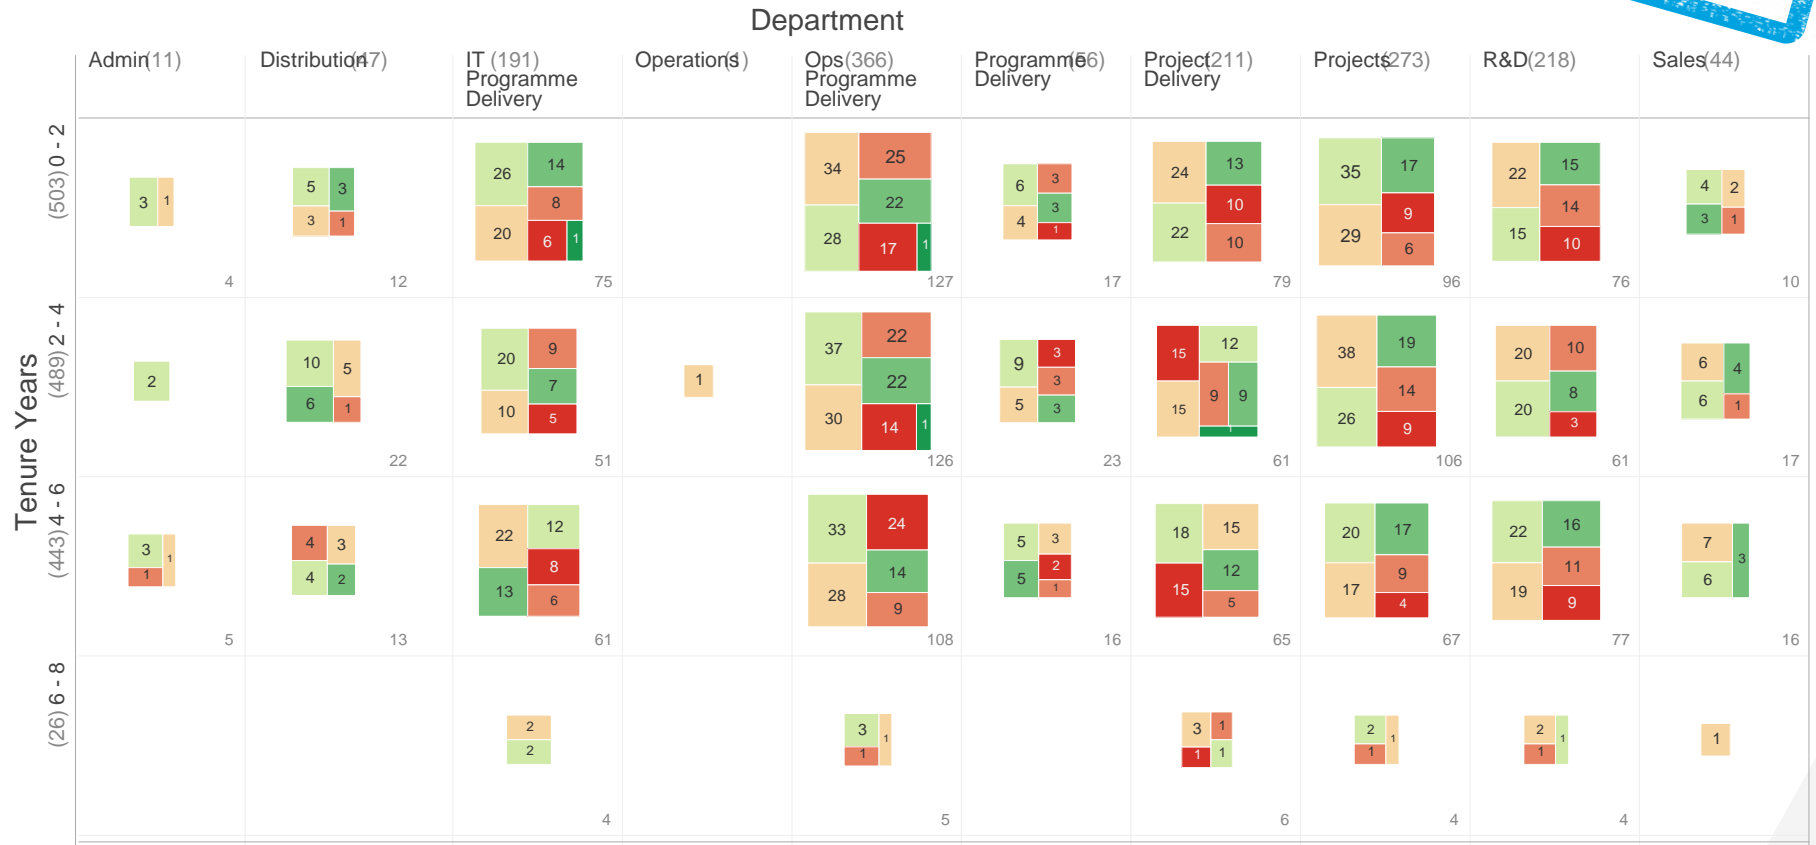 Department
Admin(11)
Distribution(47)
IT (191)
Programme
Delivery
Operations(1)
Ops(366)
Programme
Delivery
Programme(56)
Delivery
Project(211)
Delivery
Projects(273)
R&D(218)
Sales(44)
Tenure Years
(503) 0 - 2
3 1 4
5 3 3 1 12
26 14 8 20 6 1 75
34 25 22 28 17 1 127
6 3 3 4 1 17
24 13 10 22 10 79
35 17 9 29 6 96
22 15 14 15 10 76
4 2 3 1 10
(489) 2 - 4
2
10 5 6 1 22
20 9 7 10 5 51
1
37 22 22 30 14 1 126
9 3 3 5 3 23
15 12 9 9 15 1 61
38 19 14 26 9 106
20 10 8 20 3 61
6 4 6 1 17
(443) 4 - 6
3 1 1 5
4 3 4 2 13
22 12 8 13 6 61
33 24 14 28 9 108
5 3 2 5 1 16
18 15 12 15 5 65
20 17 9 17 4 67
22 16 11 19 9 77
7 3 6 16
(26) 6 - 8
2 2 4
3 1 1 5
3 1 1 1 6
2 1 1 4
2 1 1 4
1